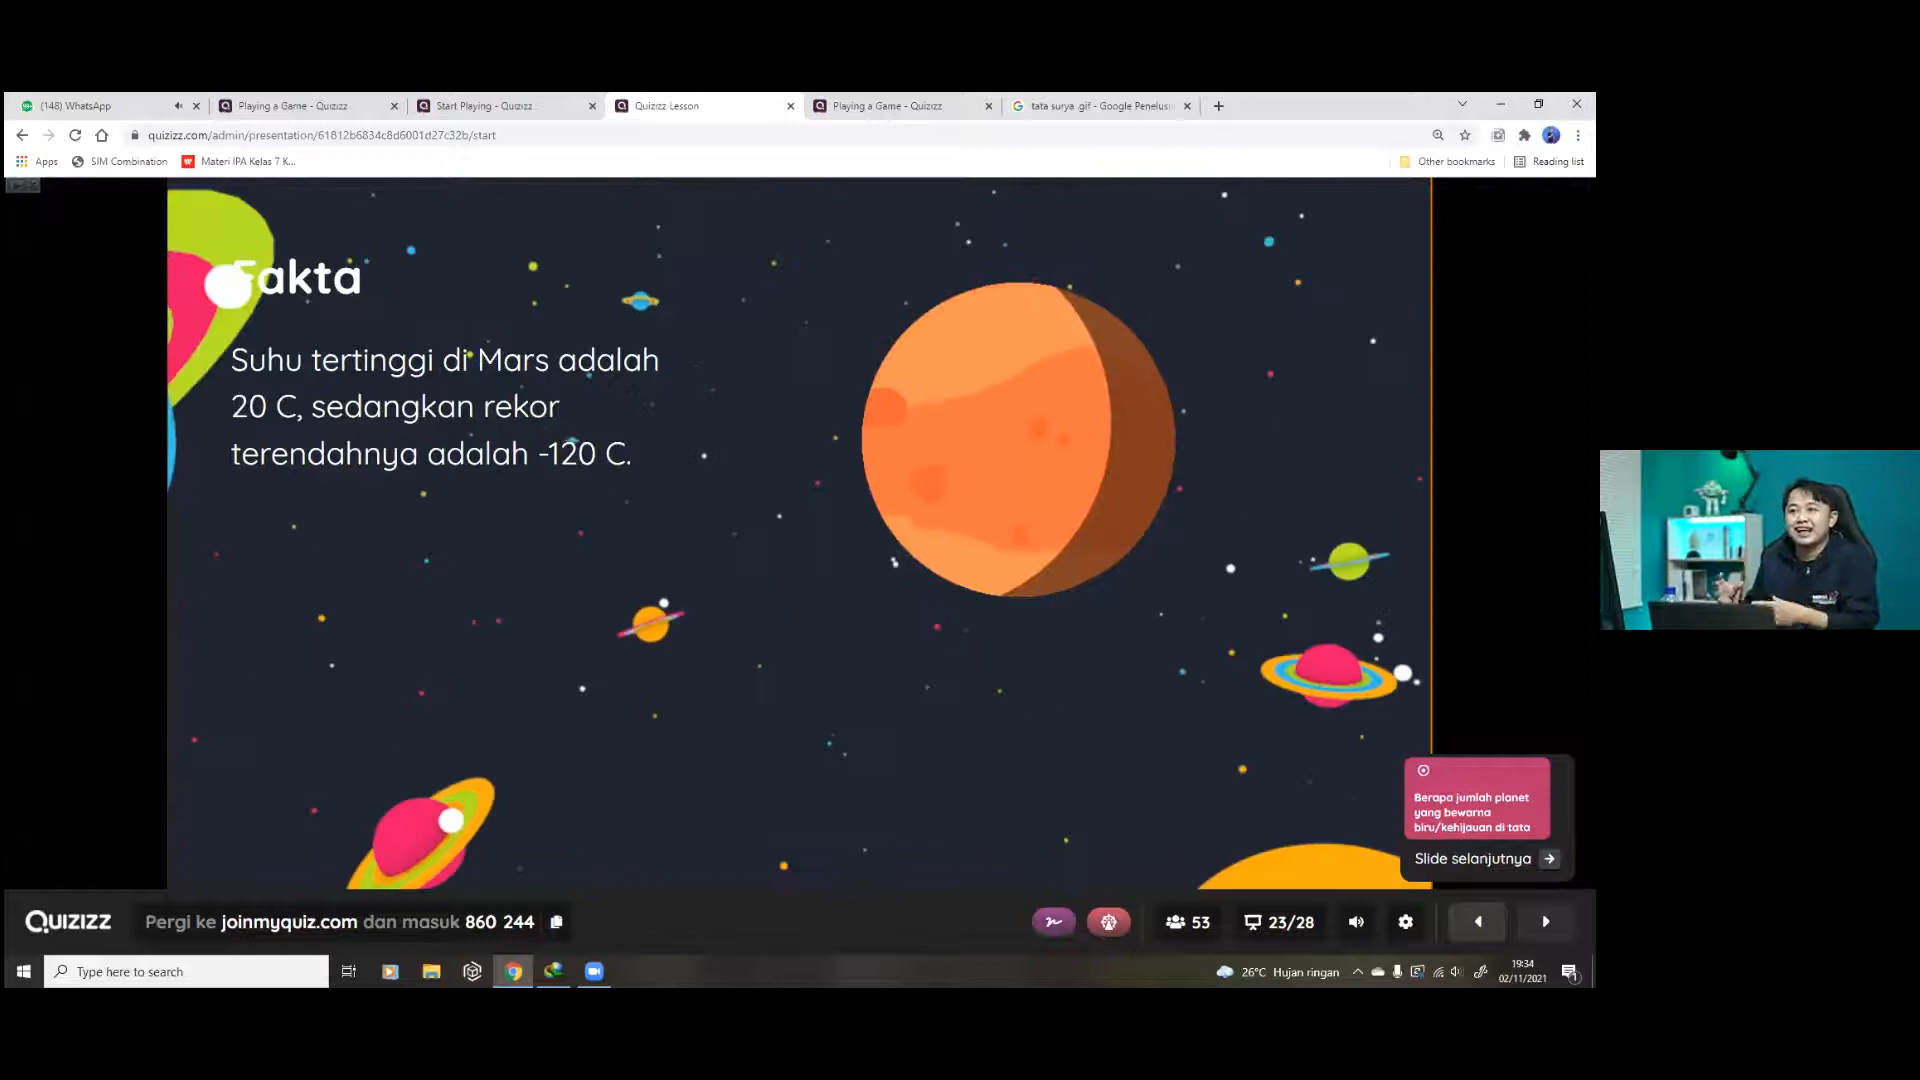 (148) WhatsApp
Playing a Game - Quizizz
Start Playing - Quizizz
Quizizz Lesson
Playing a Game - Quizizz
tata surya .gif - Google Penelus
quizizz.com/admin/presentation/61812b6834c8d6001d27c32b/start
Apps
SIM Combination
Materi IPA Kelas 7 K...
Other bookmarks
Reading list
Fakta
Suhu tertinggi di Mars adalah
20 C, sedangkan rekor
terendahnya adalah -120 C.
Berapa jumlah planet
yang bewarna
biru/kehijauan di tata
Slide selanjutnya
QUIZIZZ
Pergi ke joinmyquiz.com dan masuk 860 244
53
23/28
Type here to search
26°C Hujan ringan
19:34
02/11/2021
1